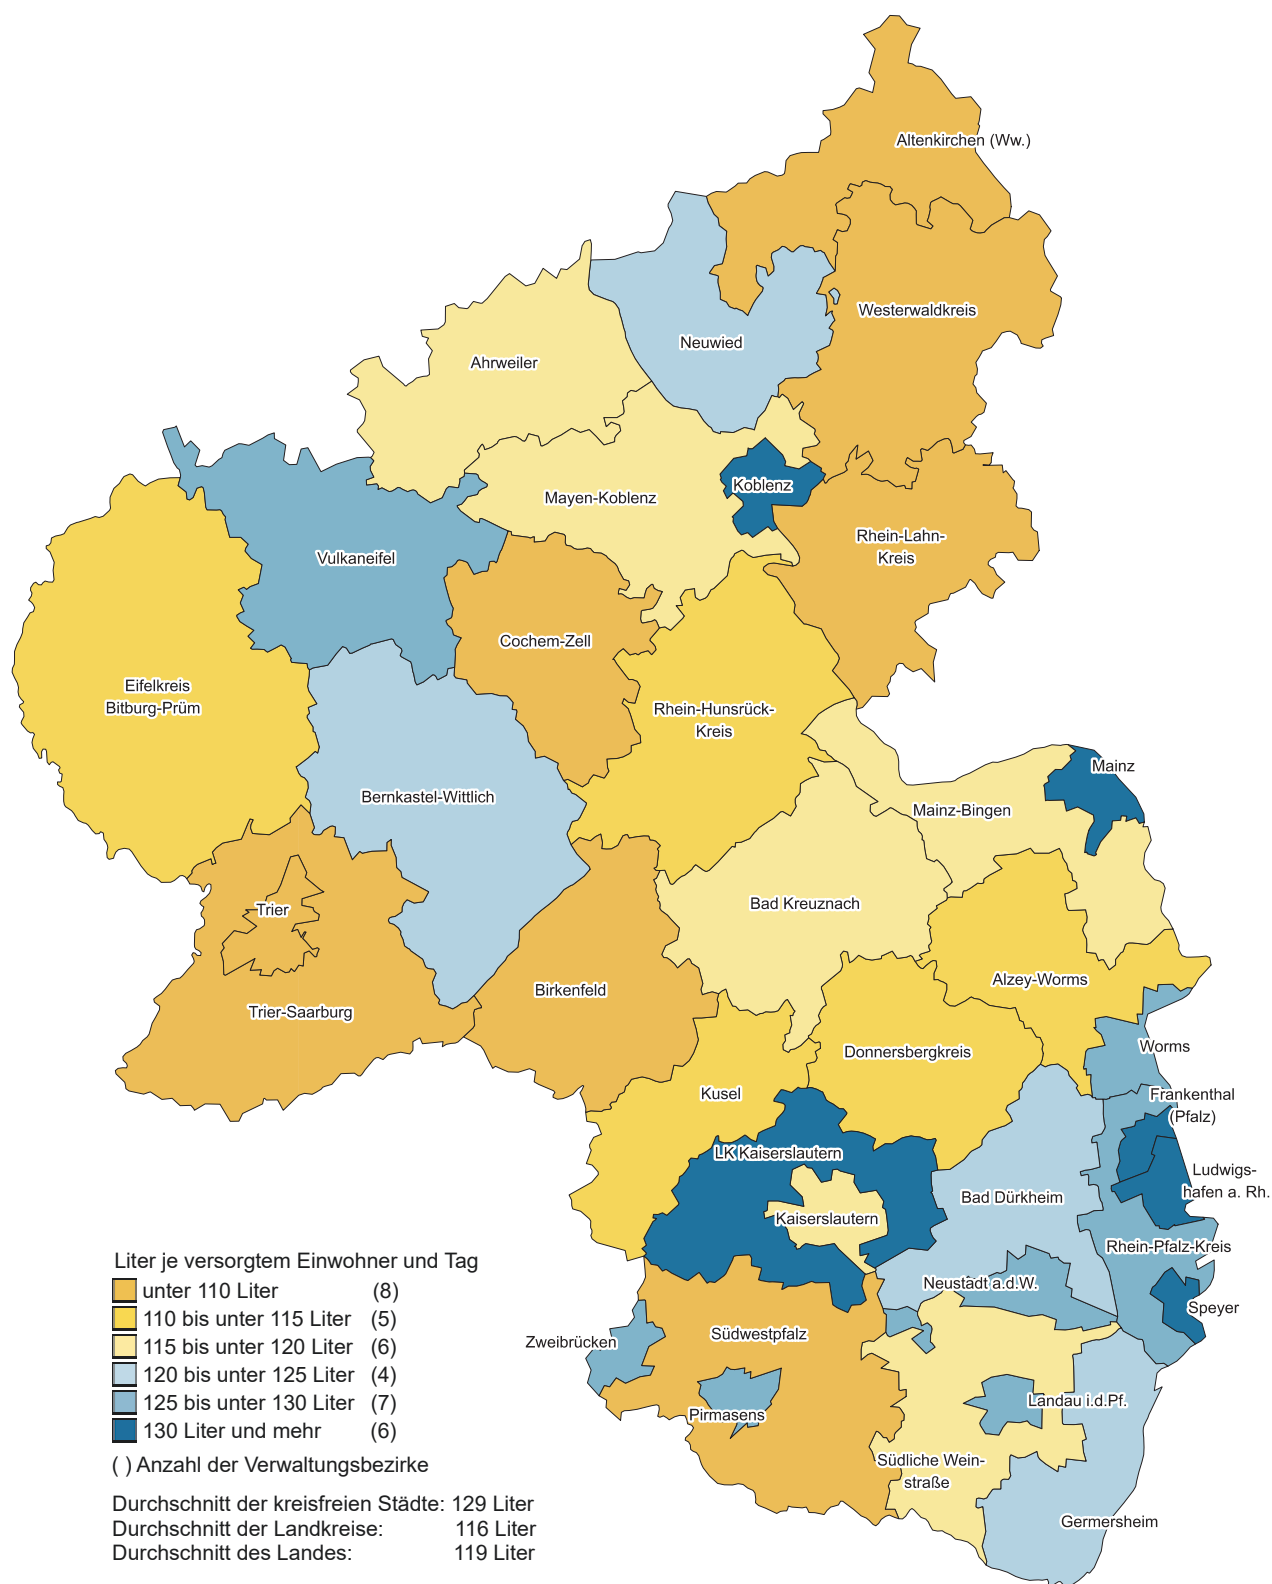 Altenkirchen (Ww.)
Westerwaldkreis
Neuwied
Ahrweiler
Mayen-Koblenz
Koblenz
Rhein-Lahn-
Kreis
Vulkaneifel
Cochem-Zell
Eifelkreis
Bitburg-Prüm
Rhein-Hunsrück-
Kreis
Mainz
Bernkastel-Wittlich
Mainz-Bingen
Bad Kreuznach
Trier
Alzey-Worms
Birkenfeld
Trier-Saarburg
Donnersbergkreis
Worms
Kusel
Frankenthal
(Pfalz)
LK Kaiserslautern
Ludwigs-
hafen a. Rh.
Bad Dürkheim
Kaiserslautern
Rhein-Pfalz-Kreis
Neustadt a.d.W.
Speyer
Südwestpfalz
Zweibrücken
Landau i.d.Pf.
Pirmasens
Südliche Wein-
straße
Germersheim
Liter je versorgtem Einwohner und Tag
unter 110 Liter (8)
110 bis unter 115 Liter (5)
115 bis unter 120 Liter (6)
120 bis unter 125 Liter (4)
125 bis unter 130 Liter (7)
130 Liter und mehr (6)
( ) Anzahl der Verwaltungsbezirke
Durchschnitt der kreisfreien Städte: 129 Liter
Durchschnitt der Landkreise: 116 Liter
Durchschnitt des Landes: 119 Liter